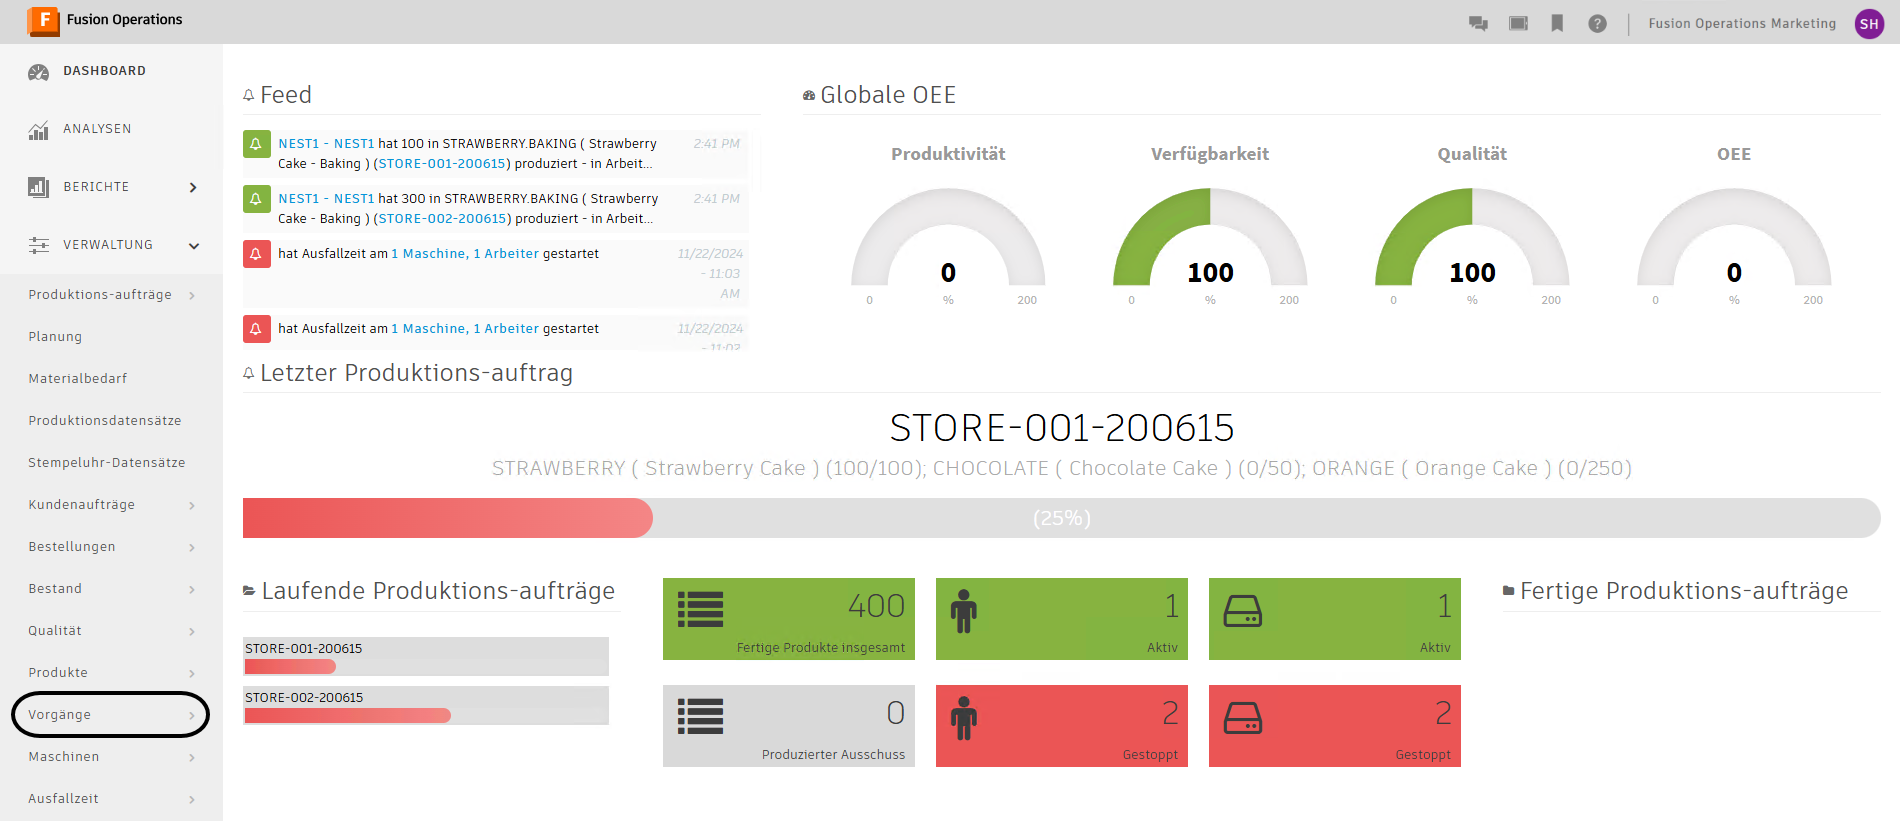 Fusion Operations
Fusion Operations Marketing
SH
DASHBOARD
ANALYSEN
BERICHTE
VERWALTUNG
Produktions-aufträge
Planung
Materialbedarf
Produktionsdatensätze
Stempeluhr-Datensätze
Kundenaufträge
Bestellungen
Bestand
Qualität
Produkte
Vorgänge
Maschinen
Ausfallzeit
Feed
NEST1 - NEST1 hat 100 in STRAWBERRY.BAKING ( Strawberry
Cake - Baking ) (STORE-001-200615) produziert - in Arbeit...
2:41 PM
NEST1 - NEST1 hat 300 in STRAWBERRY.BAKING ( Strawberry
Cake - Baking ) (STORE-002-200615) produziert - in Arbeit...
2:41 PM
hat Ausfallzeit am 1 Maschine, 1 Arbeiter gestartet
11/22/2024
- 11:03
AM
hat Ausfallzeit am 1 Maschine, 1 Arbeiter gestartet
11/22/2024
Globale OEE
Produktivität
0
0 % 200
Verfügbarkeit
100
0 % 200
Qualität
100
0 % 200
OEE
0
0 % 200
Letzter Produktions-auftrag
STORE-001-200615
STRAWBERRY ( Strawberry Cake ) (100/100); CHOCOLATE ( Chocolate Cake ) (0/50); ORANGE ( Orange Cake ) (0/250)
(25%)
Laufende Produktions-aufträge
STORE-001-200615
STORE-002-200615
400
Fertige Produkte insgesamt
1
Aktiv
1
Aktiv
0
Produzierter Ausschuss
2
Gestoppt
2
Gestoppt
Fertige Produktions-aufträge